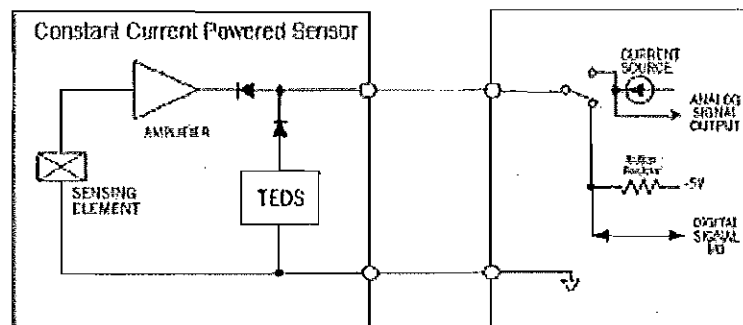 Constant Current Powered Sensor
AMPLIFIER
SENSING
ELEMENT
TEDS
CURRENT
SOURCE
ANALOG
SIGNAL
OUTPUT
-5V
DIGITAL
SIGNAL
I/O